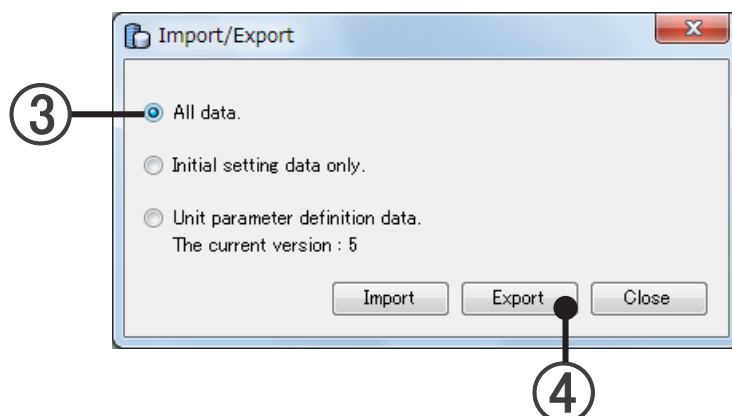 Import/Export
③
All data.
Initial setting data only.
Unit parameter definition data.
The current version : 5
Import
Export
Close
④